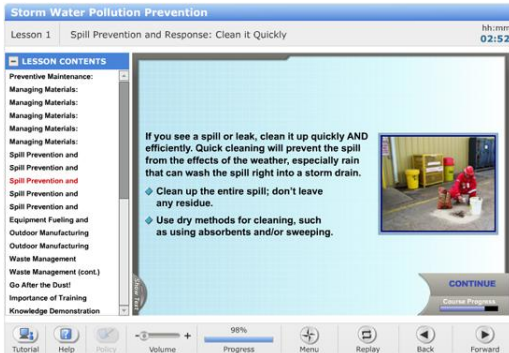 Storm Water Pollution Prevention
Lesson 1
Spill Prevention and Response: Clean it Quickly
hh:mm
02:52
LESSON CONTENTS
Preventive Maintenance:
Managing Materials:
Managing Materials:
Managing Materials:
Managing Materials:
Managing Materials:
Spill Prevention and
Spill Prevention and
Spill Prevention and
Spill Prevention and
Spill Prevention and
Equipment Fueling and
Outdoor Manufacturing
Outdoor Manufacturing
Waste Management
Waste Management (cont.)
Go After the Dust!
Importance of Training
Knowledge Demonstration
If you see a spill or leak, clean it up quickly AND
efficiently. Quick cleaning will prevent the spill
from the effects of the weather, especially rain
that can wash the spill right into a storm drain.
Clean up the entire spill; don't leave
any residue.
Use dry methods for cleaning, such
as using absorbents and/or sweeping.
Show Text
CONTINUE
Course Progress
Tutorial
Help
Policy
- +
Volume
98%
Progress
Menu
Replay
Back
Forward